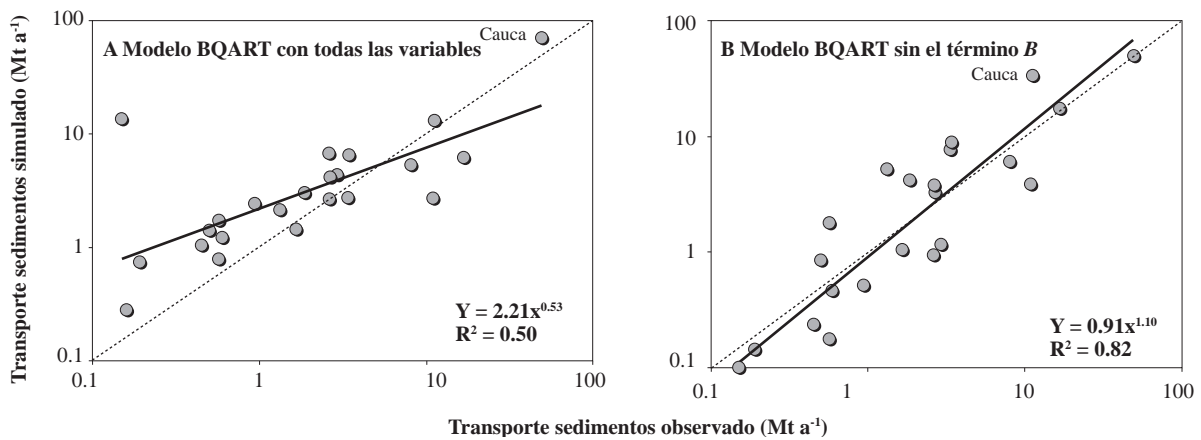 Transporte sedimentos simulado (Mt a⁻¹)
100
10
1
0.1
A Modelo BQART con todas las variables
Cauca
Y = 2.21x⁰·⁵³
R² = 0.50
0.1 1 10 100
100
10
1
0.1
B Modelo BQART sin el término B
Cauca
Y = 0.91x¹·¹⁰
R² = 0.82
0.1 1 10 100
Transporte sedimentos observado (Mt a⁻¹)